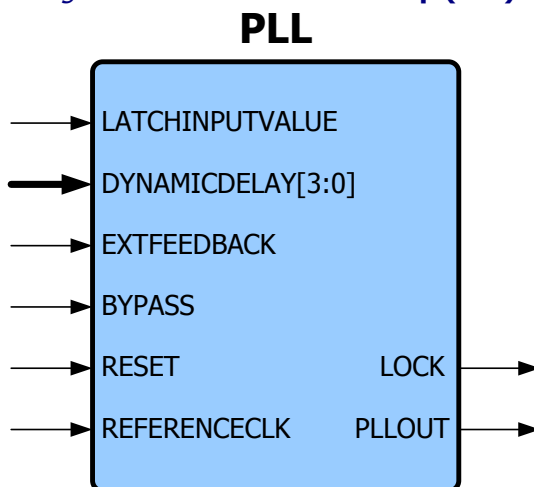 PLL
LATCHINPUTVALUE
DYNAMICDELAY[3:0]
EXTFEEDBACK
BYPASS
RESET LOCK
REFERENCECLK PLLOUT